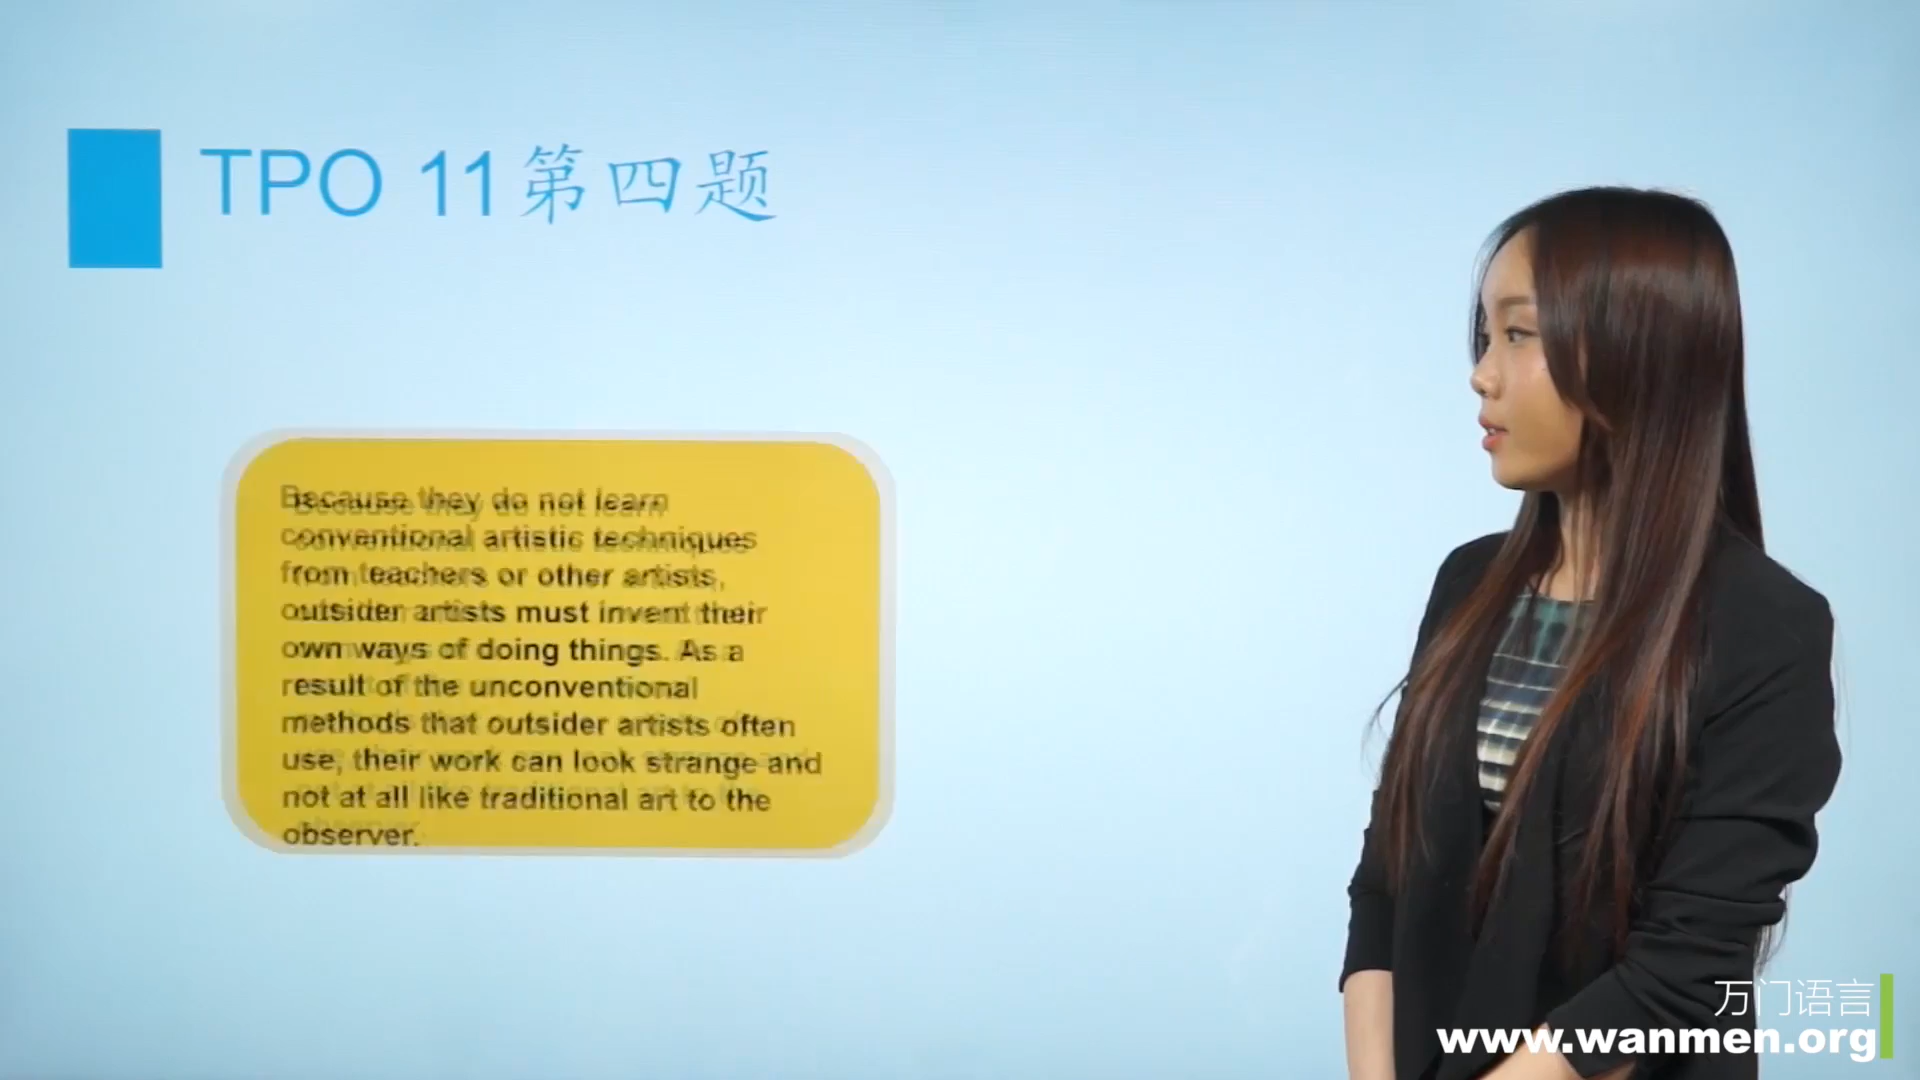 TPO 11第四题
Because they do not learn
conventional artistic techniques
from teachers or other artists,
outsider artists must invent their
own ways of doing things. As a
result of the unconventional
methods that outsider artists often
use, their work can look strange and
not at all like traditional art to the
observer.
万门语言
www.wanmen.org